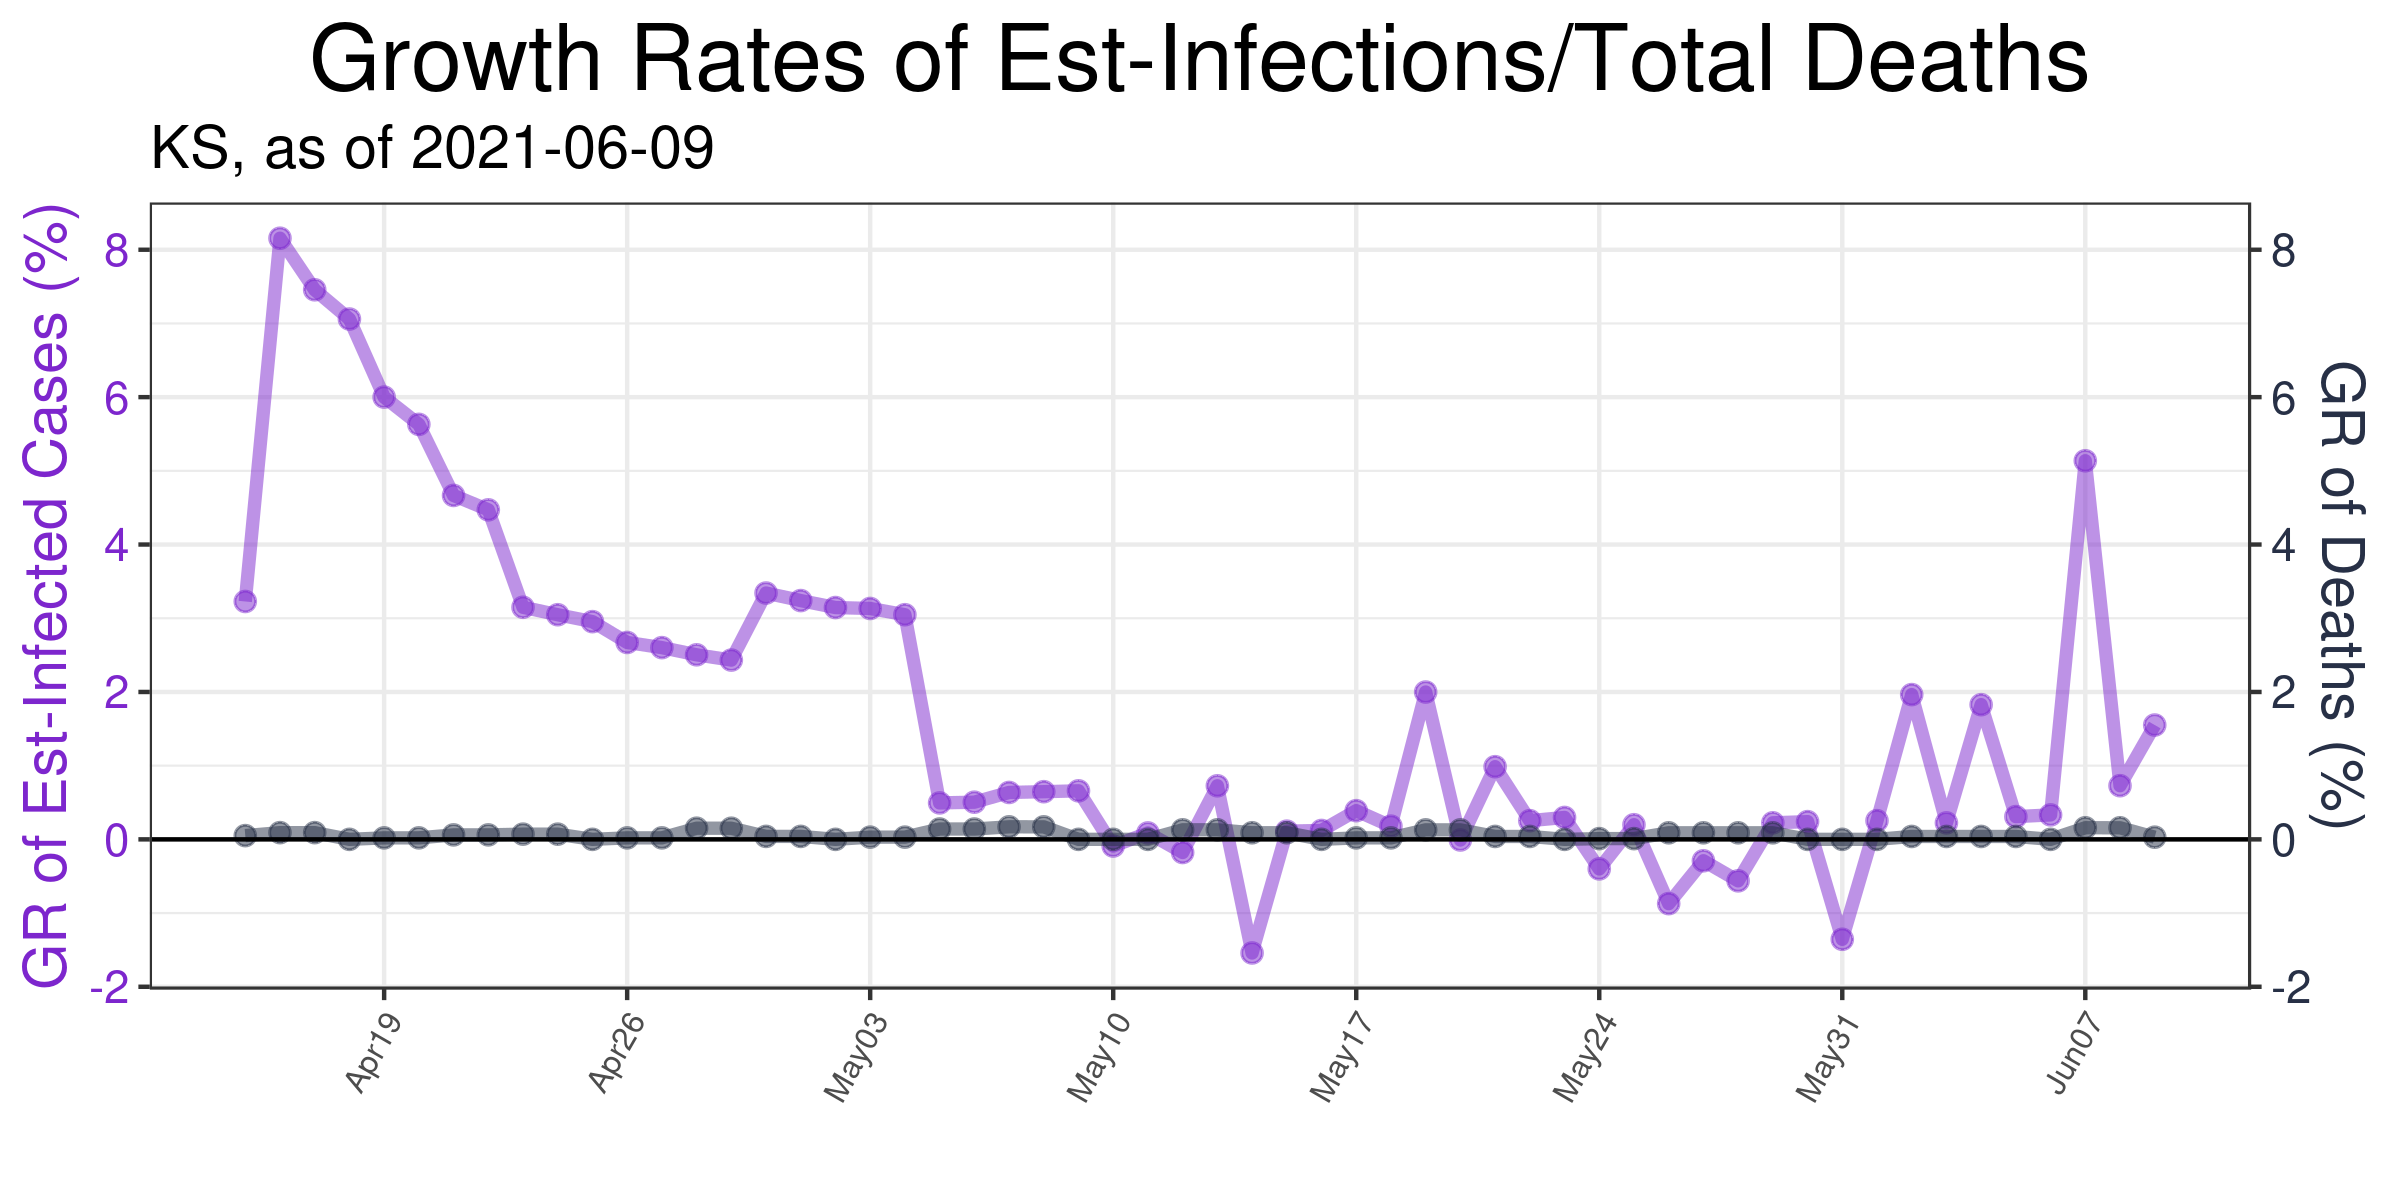 Growth Rates of Est-Infections/Total Deaths
KS, as of 2021-06-09
GR of Est-Infected Cases (%)
8
6
4
2
0
-2
8
6
4
2
0
-2
GR of Deaths (%)
Apr19
Apr26
May03
May10
May17
May24
May31
Jun07